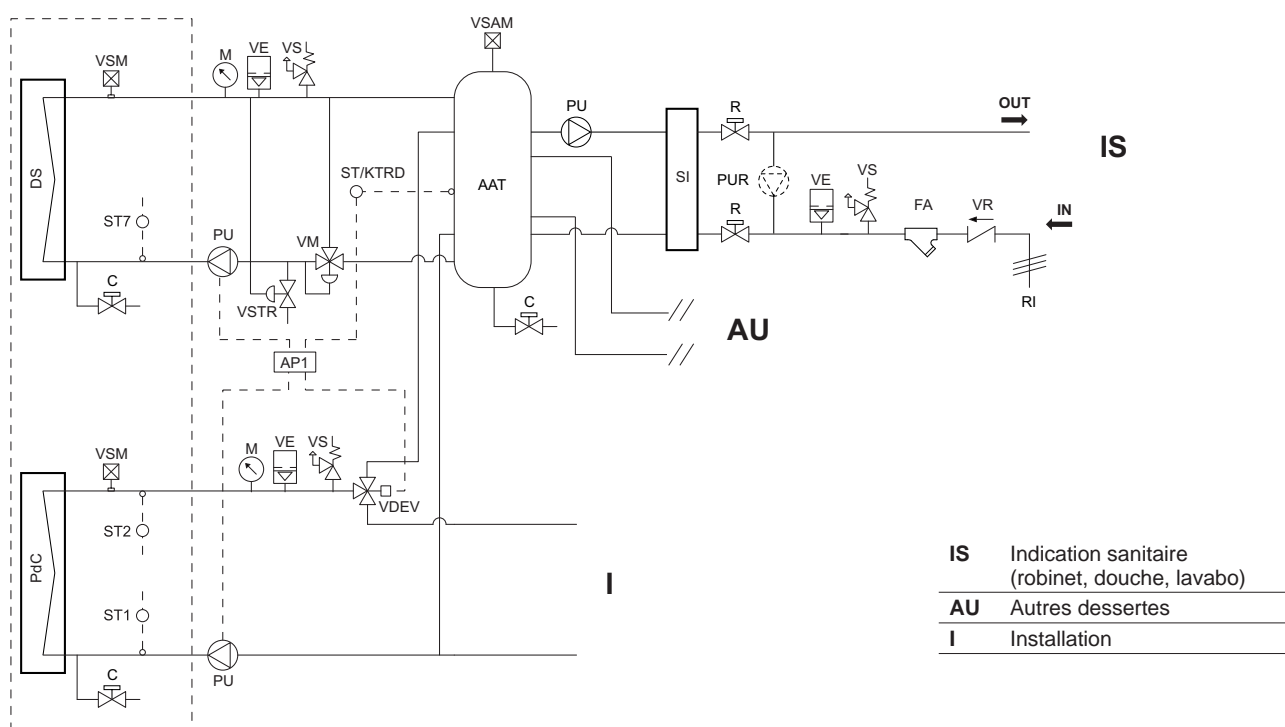 VSAM
VSM
M
VE
VS
PU
R
OUT
IS
DS
ST/KTRD
AAT
SI
PUR
VE
VS
FA
VR
IN
ST7
PU
VM
R
C
VSTR
C
RI
AU
AP1
VSM
M
VE
VS
VDEV
ST2
PdC
I
ST1
C
PU
IS Indication sanitaire
(robinet, douche, lavabo)
AU Autres dessertes
I Installation